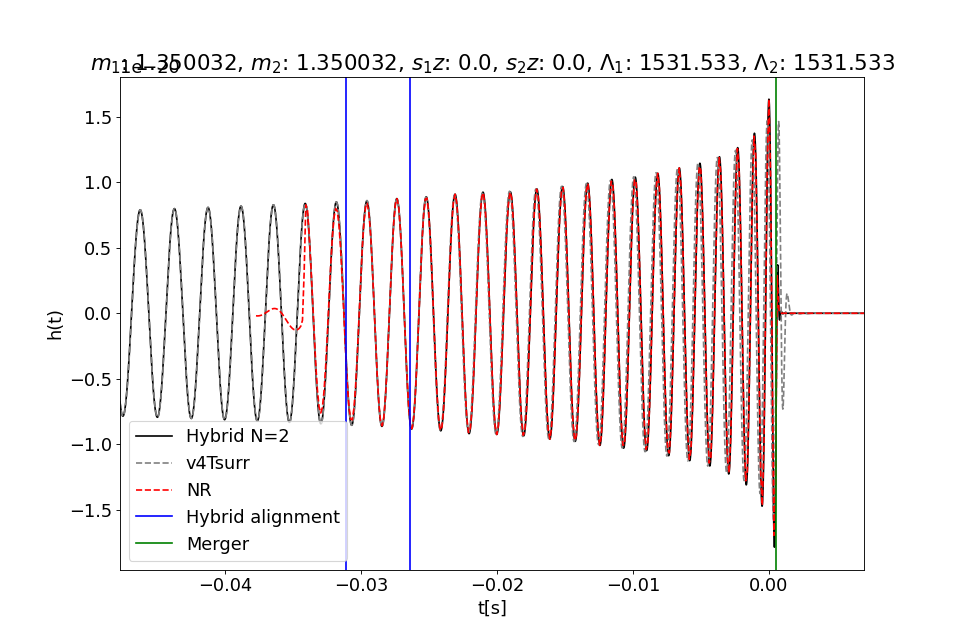 m₁: 1.350032, m₂: 1.350032, s₁z: 0.0, s₂z: 0.0, Λ₁: 1531.533, Λ₂: 1531.533
1e−20
1.5
1.0
0.5
0.0
−0.5
−1.0
−1.5
h(t)
Hybrid N=2
v4Tsurr
NR
Hybrid alignment
Merger
−0.04 −0.03 −0.02 −0.01 0.00
t[s]